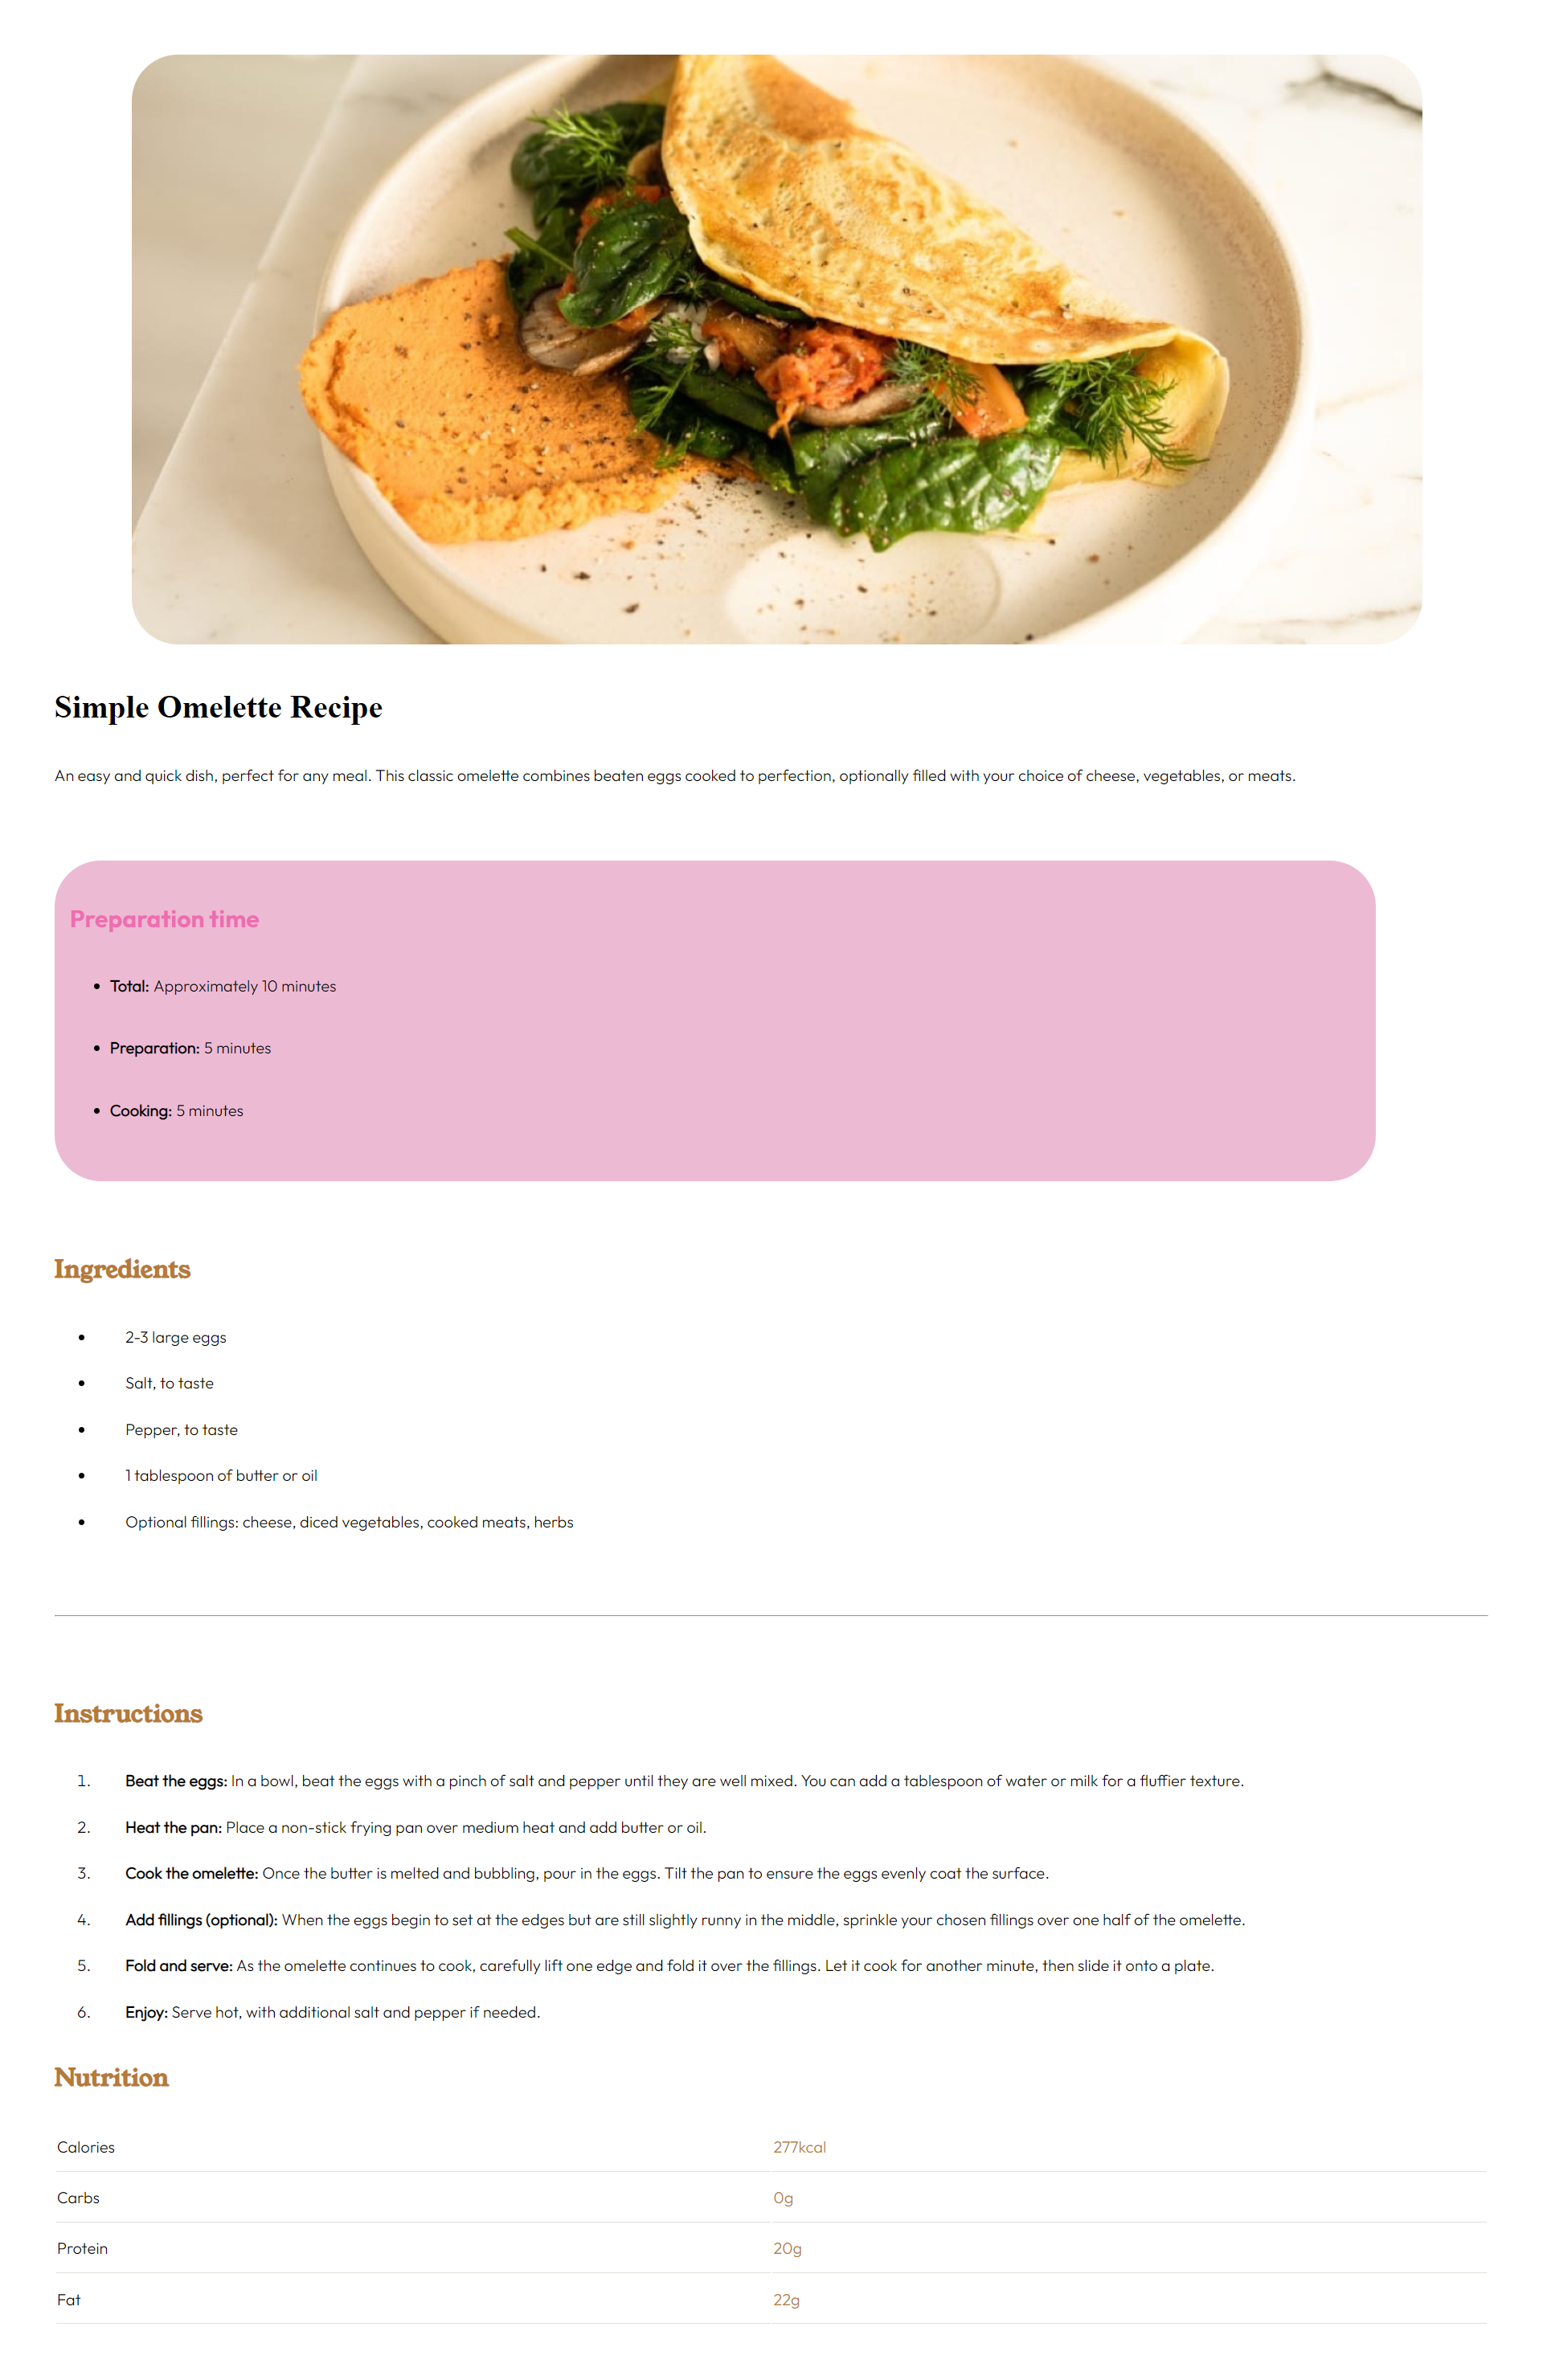 Simple Omelette Recipe
An easy and quick dish, perfect for any meal. This classic omelette combines beaten eggs cooked to perfection, optionally filled with your choice of cheese, vegetables, or meats.
Preparation time
• Total: Approximately 10 minutes
• Preparation: 5 minutes
• Cooking: 5 minutes
Ingredients
• 2-3 large eggs
• Salt, to taste
• Pepper, to taste
• 1 tablespoon of butter or oil
• Optional fillings: cheese, diced vegetables, cooked meats, herbs
Instructions
1. Beat the eggs: In a bowl, beat the eggs with a pinch of salt and pepper until they are well mixed. You can add a tablespoon of water or milk for a fluffier texture.
2. Heat the pan: Place a non-stick frying pan over medium heat and add butter or oil.
3. Cook the omelette: Once the butter is melted and bubbling, pour in the eggs. Tilt the pan to ensure the eggs evenly coat the surface.
4. Add fillings (optional): When the eggs begin to set at the edges but are still slightly runny in the middle, sprinkle your chosen fillings over one half of the omelette.
5. Fold and serve: As the omelette continues to cook, carefully lift one edge and fold it over the fillings. Let it cook for another minute, then slide it onto a plate.
6. Enjoy: Serve hot, with additional salt and pepper if needed.
Nutrition
Calories 277kcal
Carbs 0g
Protein 20g
Fat 22g